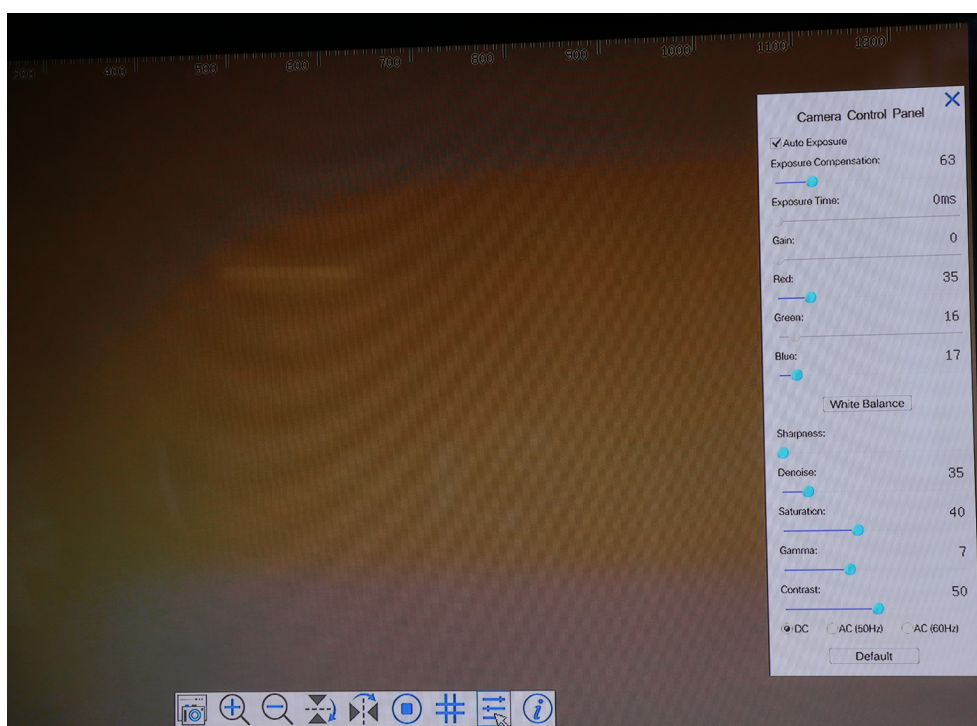 400 500 600 700 800 900 1000 1100 1200
Camera Control Panel
Auto Exposure
Exposure Compensation: 63
Exposure Time: 0ms
Gain: 0
Red: 35
Green: 16
Blue: 17
White Balance
Sharpness:
Denoise: 35
Saturation: 40
Gamma: 7
Contrast: 50
DC AC (50Hz) AC (60Hz)
Default